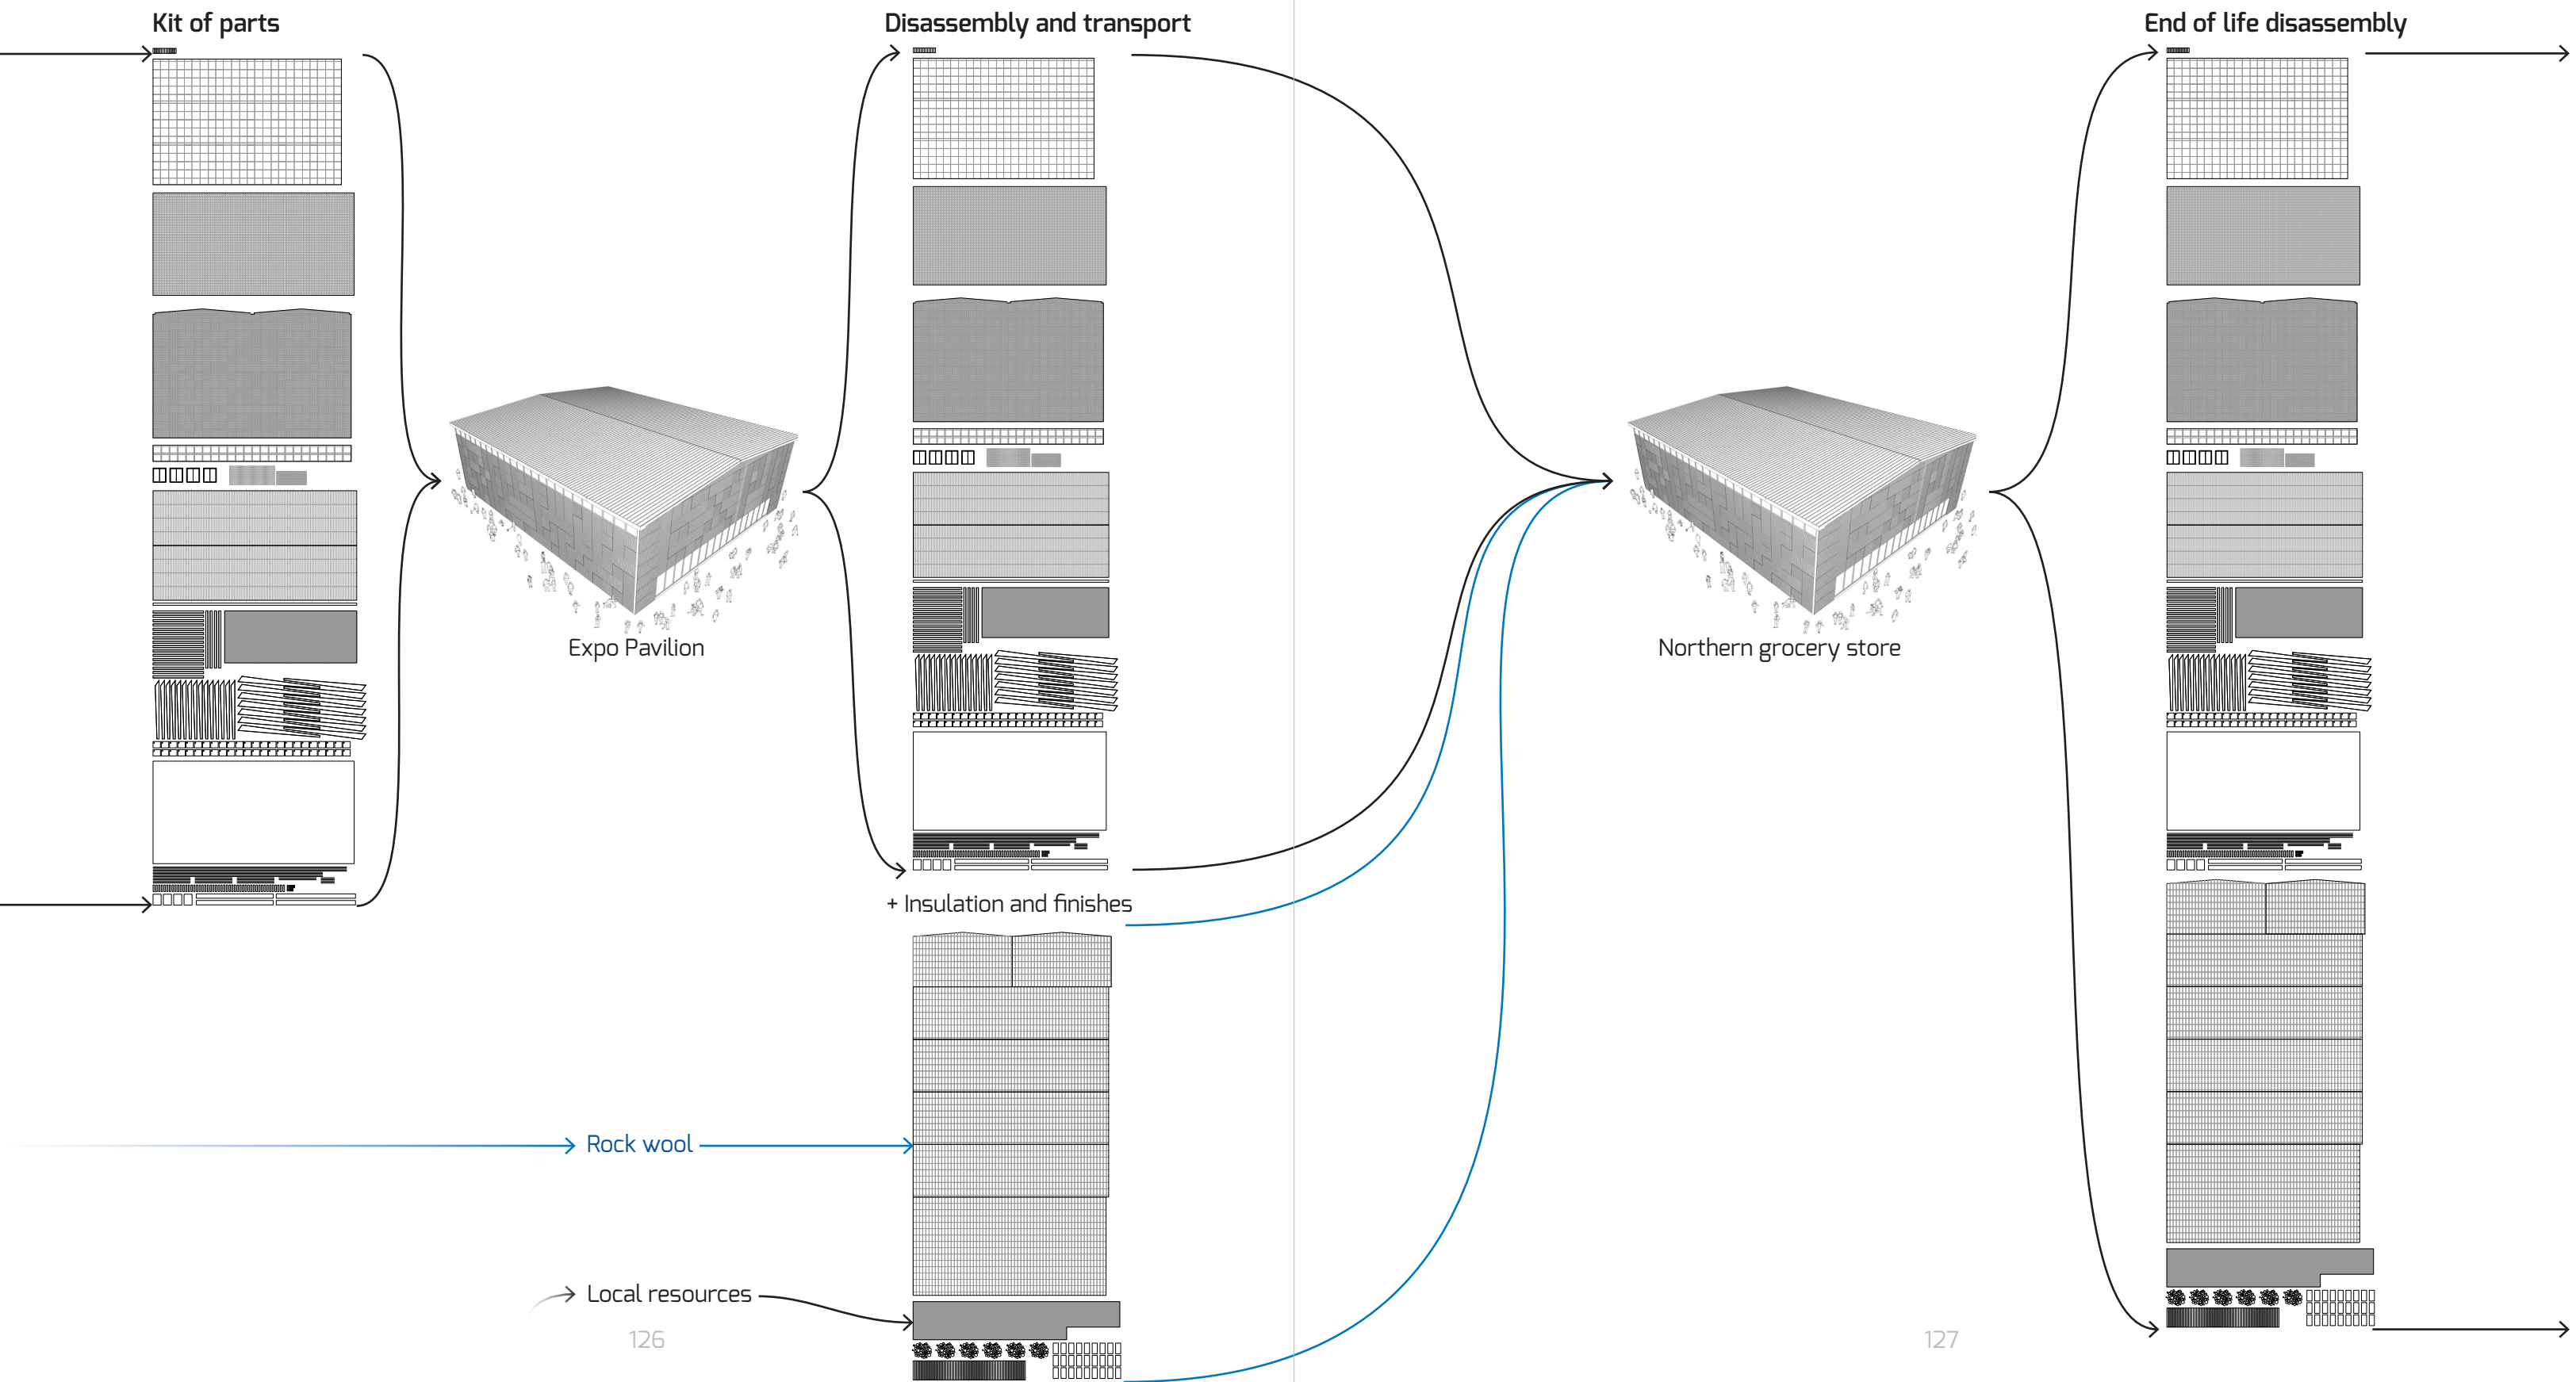 Kit of parts
Disassembly and transport
End of life disassembly
Expo Pavilion
Northern grocery store
+ Insulation and finishes
Rock wool
Local resources
126
127